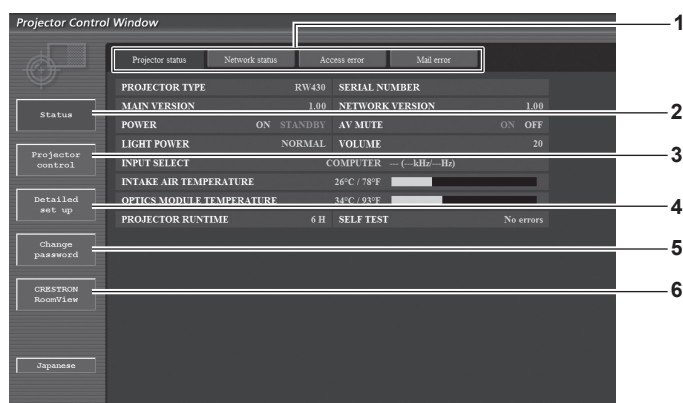 Projector Control Window
1
Projector status Network status Access error Mail error
PROJECTOR TYPE RW430 SERIAL NUMBER
MAIN VERSION 1.00 NETWORK VERSION 1.00
POWER ON STANDBY AV MUTE ON OFF
LIGHT POWER NORMAL VOLUME 20
INPUT SELECT COMPUTER --- (---kHz/---Hz)
INTAKE AIR TEMPERATURE 26°C / 78°F
OPTICS MODULE TEMPERATURE 34°C / 93°F
PROJECTOR RUNTIME 6 H SELF TEST No errors
Status
2
Projector
control
3
Detailed
set up
4
Change
password
5
CRESTRON
RoomView
6
Japanese